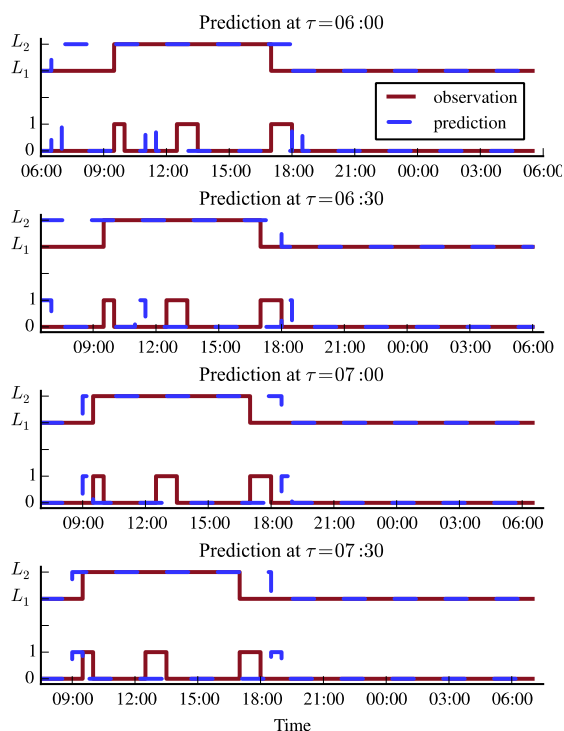 Prediction at τ=06:00
L₂
L₁
1
0
observation
prediction
06:00 09:00 12:00 15:00 18:00 21:00 00:00 03:00 06:00
Prediction at τ=06:30
L₂
L₁
1
0
09:00 12:00 15:00 18:00 21:00 00:00 03:00 06:00
Prediction at τ=07:00
L₂
L₁
1
0
09:00 12:00 15:00 18:00 21:00 00:00 03:00 06:00
Prediction at τ=07:30
L₂
L₁
1
0
09:00 12:00 15:00 18:00 21:00 00:00 03:00 06:00
Time